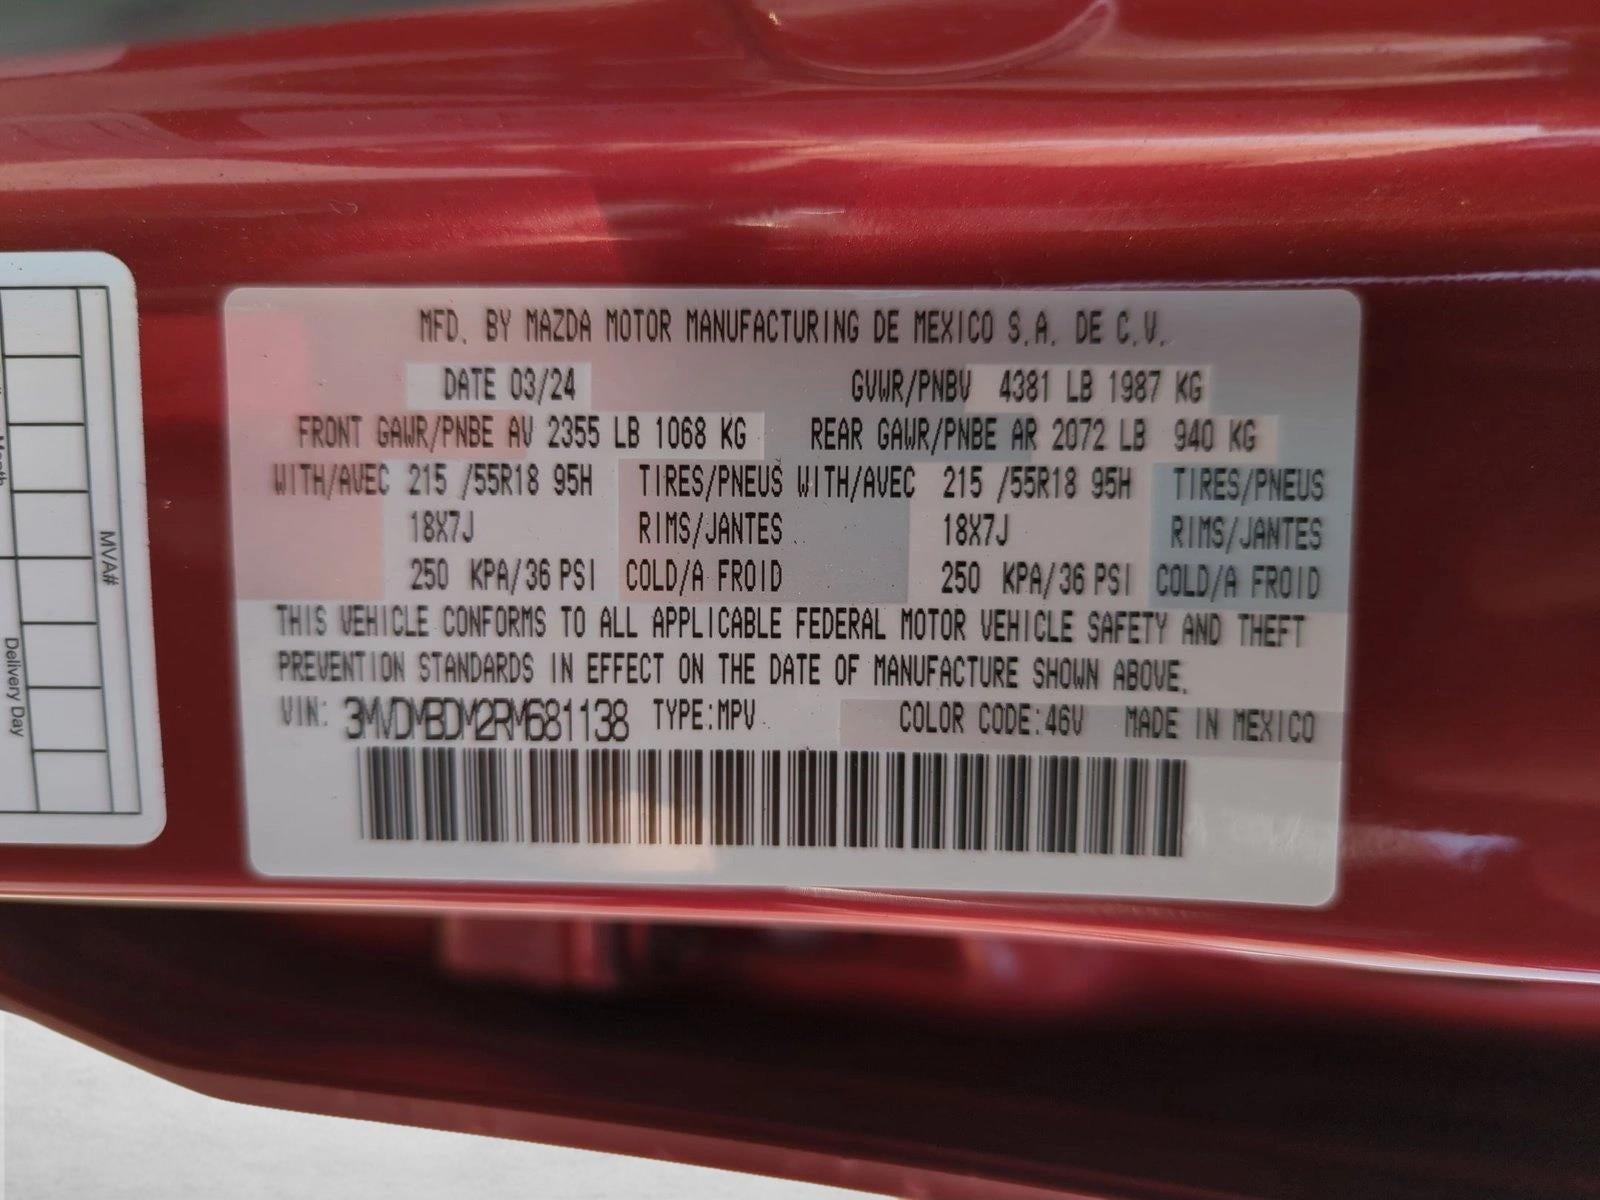 MFD. BY MAZDA MOTOR MANUFACTURING DE MEXICO S.A. DE C.V.
DATE 03/24 GVWR/PNBV 4381 LB 1987 KG
FRONT GAWR/PNBE AV 2355 LB 1068 KG REAR GAWR/PNBE AR 2072 LB 940 KG
WITH/AVEC 215 /55R18 95H TIRES/PNEUS WITH/AVEC 215 /55R18 95H TIRES/PNEUS
18X7J RIMS/JANTES 18X7J RIMS/JANTES
250 KPA/36 PSI COLD/A FROID 250 KPA/36 PSI COLD/A FROID
THIS VEHICLE CONFORMS TO ALL APPLICABLE FEDERAL MOTOR VEHICLE SAFETY AND THEFT
PREVENTION STANDARDS IN EFFECT ON THE DATE OF MANUFACTURE SHOWN ABOVE.
VIN: 3MVDMBDM2RM681138 TYPE:MPV COLOR CODE:46V MADE IN MEXICO
MVA#
Delivery Day